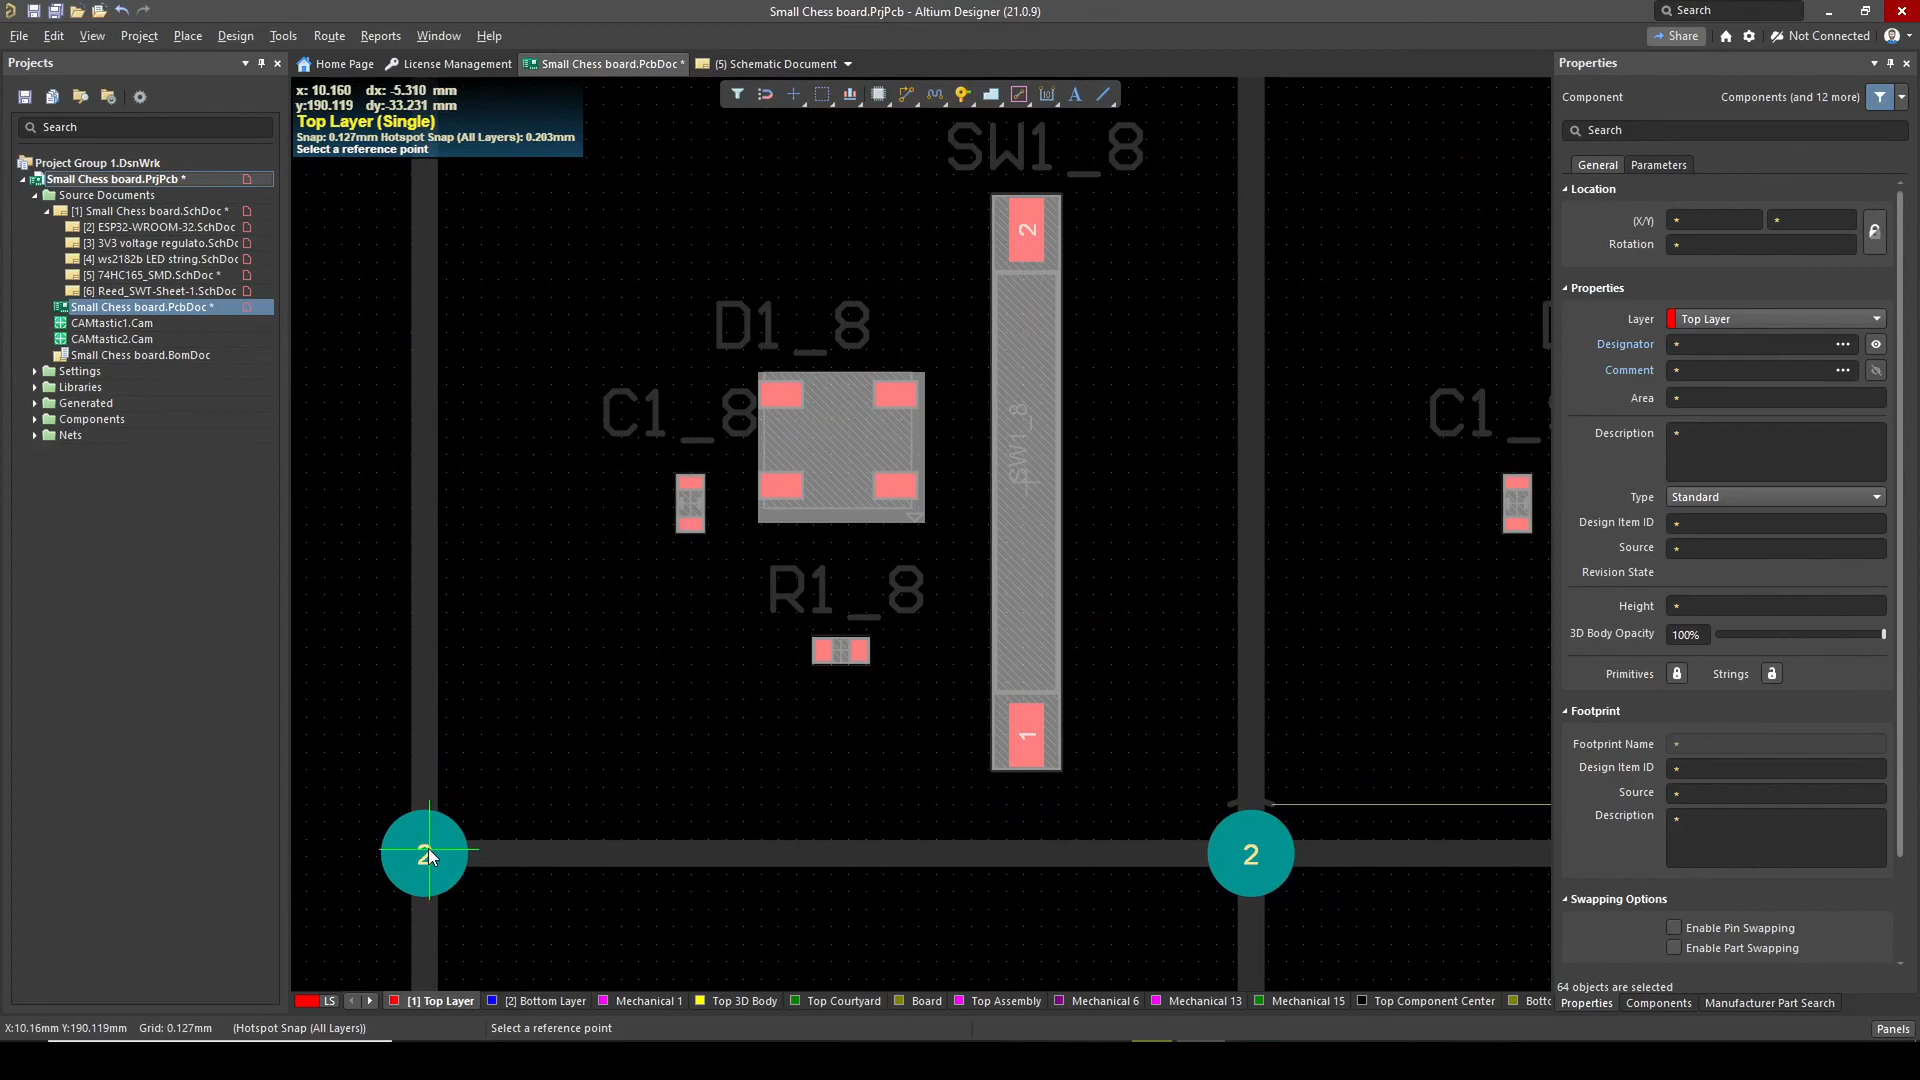 Small Chess board.PrjPcb - Altium Designer (21.0.9)
Search
File Edit View Project Place Design Tools Route Reports Window Help
Share
Not Connected
Projects
Home Page
License Management
Small Chess board.PcbDoc *
(5) Schematic Document
Properties
x: 10.160 dx: -5.310 mm
y:190.119 dy:-33.231 mm
Top Layer (Single)
Snap: 0.127mm Hotspot Snap (All Layers): 0.203mm
Select a reference point
Search
Project Group 1.DsnWrk
Small Chess board.PrjPcb *
Source Documents
[1] Small Chess board.SchDoc *
[2] ESP32-WROOM-32.SchDoc
[3] 3V3 voltage regulato.SchDc
[4] ws2182b LED string.SchDoc
[5] 74HC165_SMD.SchDoc *
[6] Reed_SWT-Sheet-1.SchDoc
Small Chess board.PcbDoc *
CAMtastic1.Cam
CAMtastic2.Cam
Small Chess board.BomDoc
Settings
Libraries
Generated
Components
Nets
SW1_8
2
D1_8
C1_8
SW1_8
R1_8
1
C1_
2
2
Component
Components (and 12 more)
Search
General Parameters
Location
(X/Y) * *
Rotation *
Properties
Layer Top Layer
Designator * •••
Comment * •••
Area *
Description *
Type Standard
Design Item ID *
Source *
Revision State
Height *
3D Body Opacity 100%
Primitives
Strings
Footprint
Footprint Name *
Design Item ID *
Source *
Description *
Swapping Options
Enable Pin Swapping
Enable Part Swapping
64 objects are selected
Properties Components Manufacturer Part Search
LS [1] Top Layer [2] Bottom Layer Mechanical 1 Top 3D Body Top Courtyard Board Top Assembly Mechanical 6 Mechanical 13 Mechanical 15 Top Component Center Botto
X:10.16mm Y:190.119mm Grid: 0.127mm (Hotspot Snap (All Layers)) Select a reference point
Panels